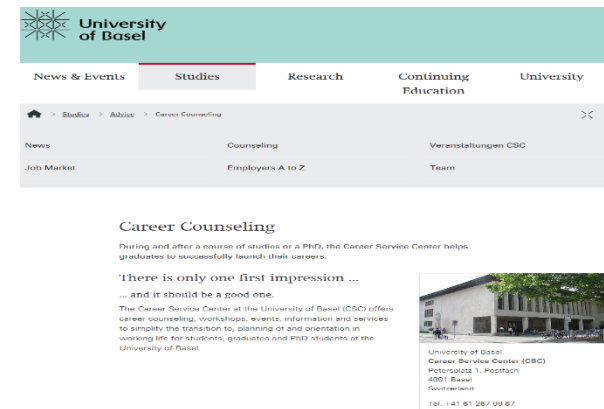 University
of Basel
News & Events
Studies
Research
Continuing
Education
University
> Studies > Advice > Career Counseling
News
Counseling
Veranstaltungen CSC
Job Market
Employers A to Z
Team
Career Counseling
During and after a course of studies or a PhD, the Career Service Center helps
graduates to successfully launch their careers.
There is only one first impression ...
... and it should be a good one.
The Career Service Center at the University of Basel (CSC) offers
career counseling, workshops, events, information and services
to simplify the transition to, planning of and orientation in
working life for students, graduates and PhD students at the
University of Basel
University of Basel
Career Service Center (CSC)
Petersplatz 1, Postfach
4001 Basel
Switzerland
Tel. +41 61 267 00 67